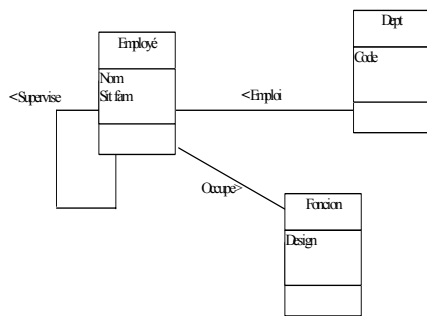 Employé
Nom
Sit fam
<Supervise
<Emploi
Dept
Code
Occupe>
Foncion
Design